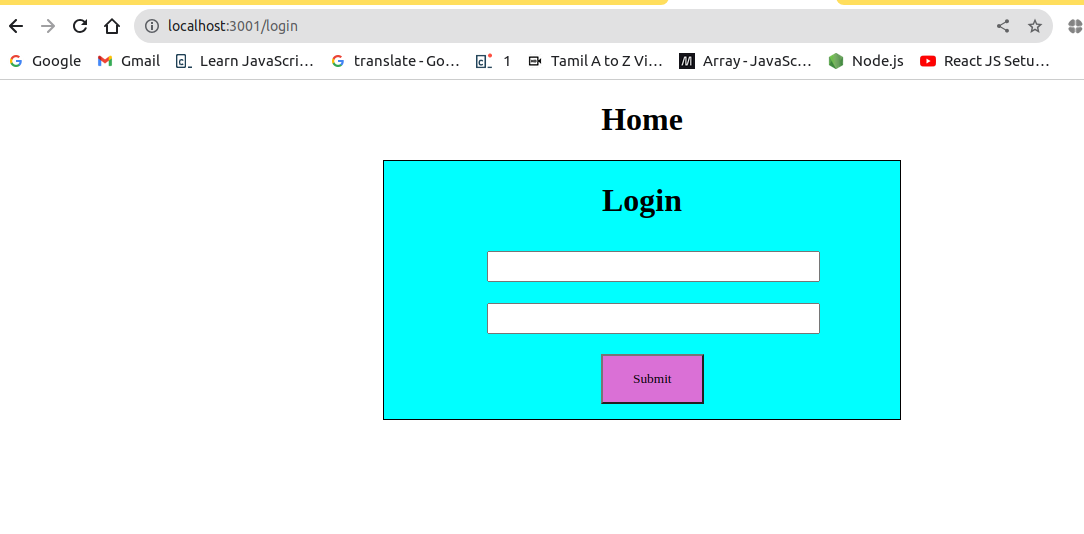 localhost:3001/login
Google Gmail Learn JavaScri... translate - Go... 1 Tamil A to Z Vi... Array - JavaSc... Node.js React JS Setu...
Home
Login
Submit